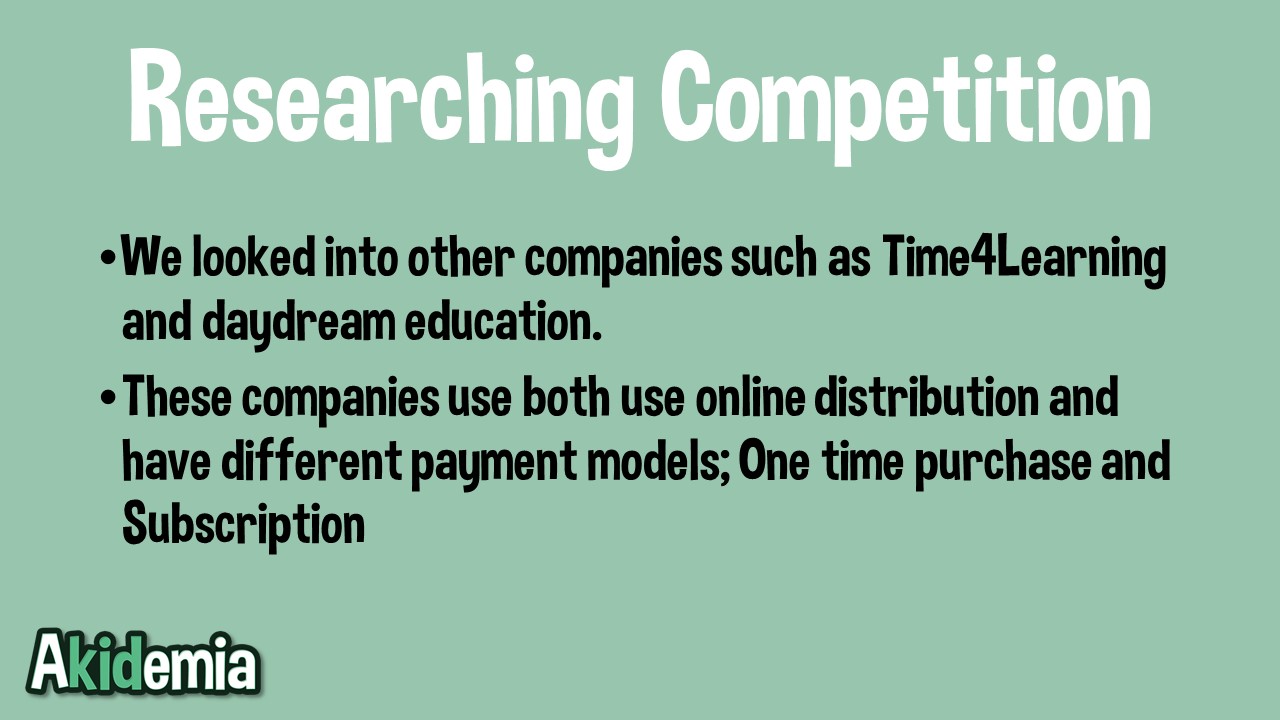 Researching Competition
•We looked into other companies such as Time4Learning
and daydream education.
•These companies use both use online distribution and
have different payment models; One time purchase and
Subscription
Akidemia